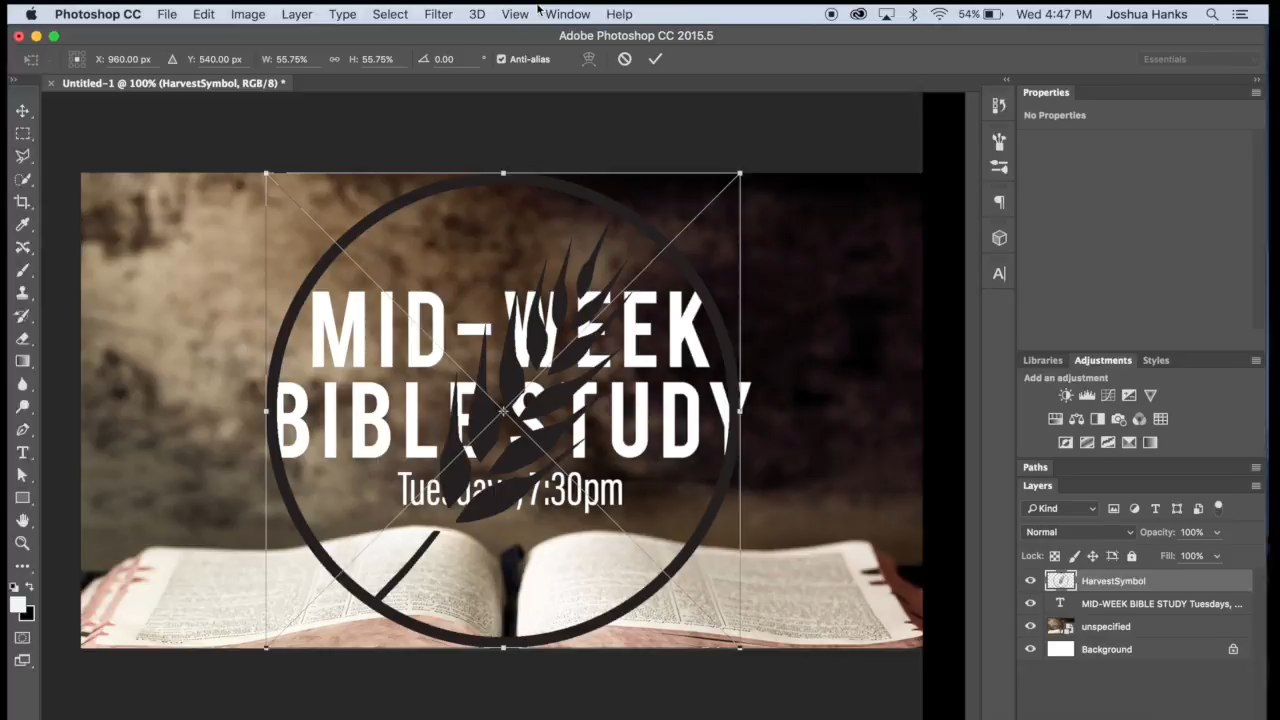 Photoshop CC File Edit Image Layer Type Select Filter 3D View Window Help 54% Wed 4:47 PM Joshua Hanks
Adobe Photoshop CC 2015.5
X: 960.00 px Y: 540.00 px W: 55.75% H: 55.75% 0.00 ° Anti-alias Essentials
Untitled-1 @ 100% (HarvestSymbol, RGB/8) *
Properties
No Properties
MID-WEEK
BIBLE STUDY
Tuesdays, 7:30pm
Libraries Adjustments Styles
Add an adjustment
Paths
Layers
Kind
Normal Opacity: 100%
Lock: Fill: 100%
HarvestSymbol
MID-WEEK BIBLE STUDY Tuesdays, ...
unspecified
Background